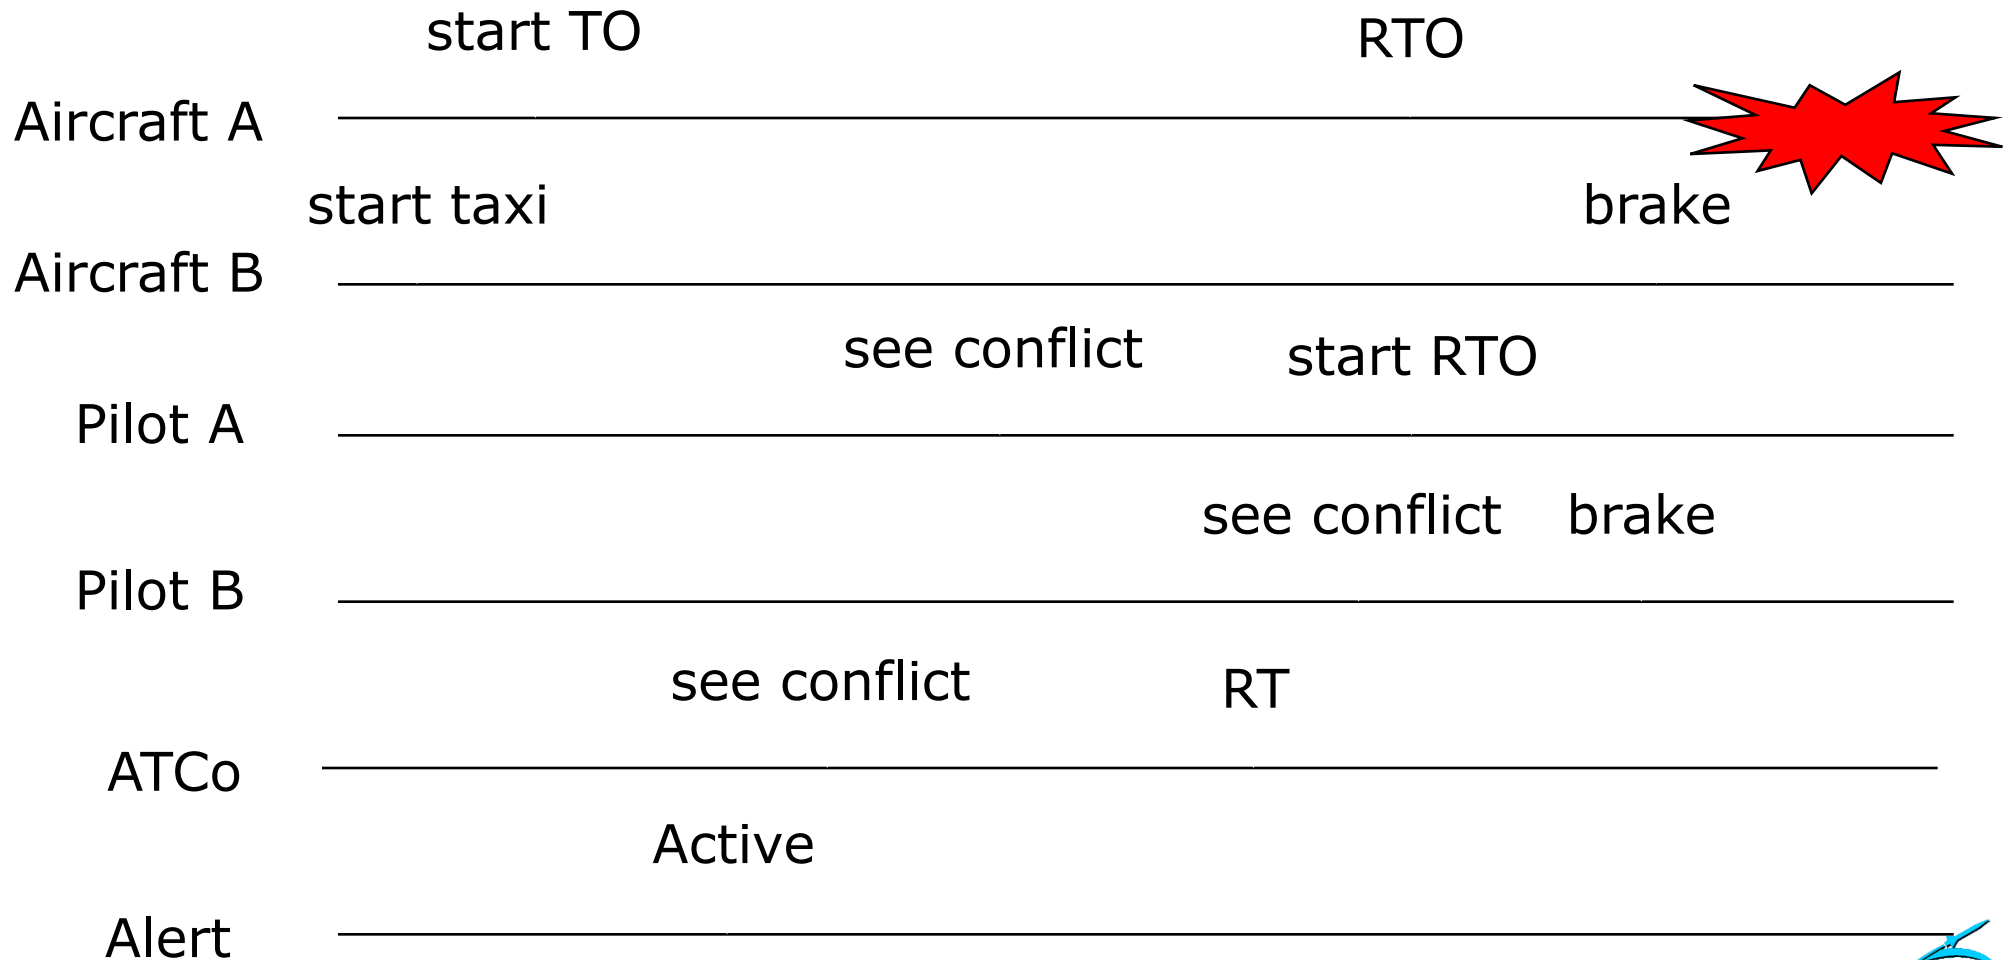 start TO
RTO
Aircraft A
start taxi
brake
Aircraft B
see conflict
start RTO
Pilot A
see conflict
brake
Pilot B
see conflict
RT
ATCo
Active
Alert